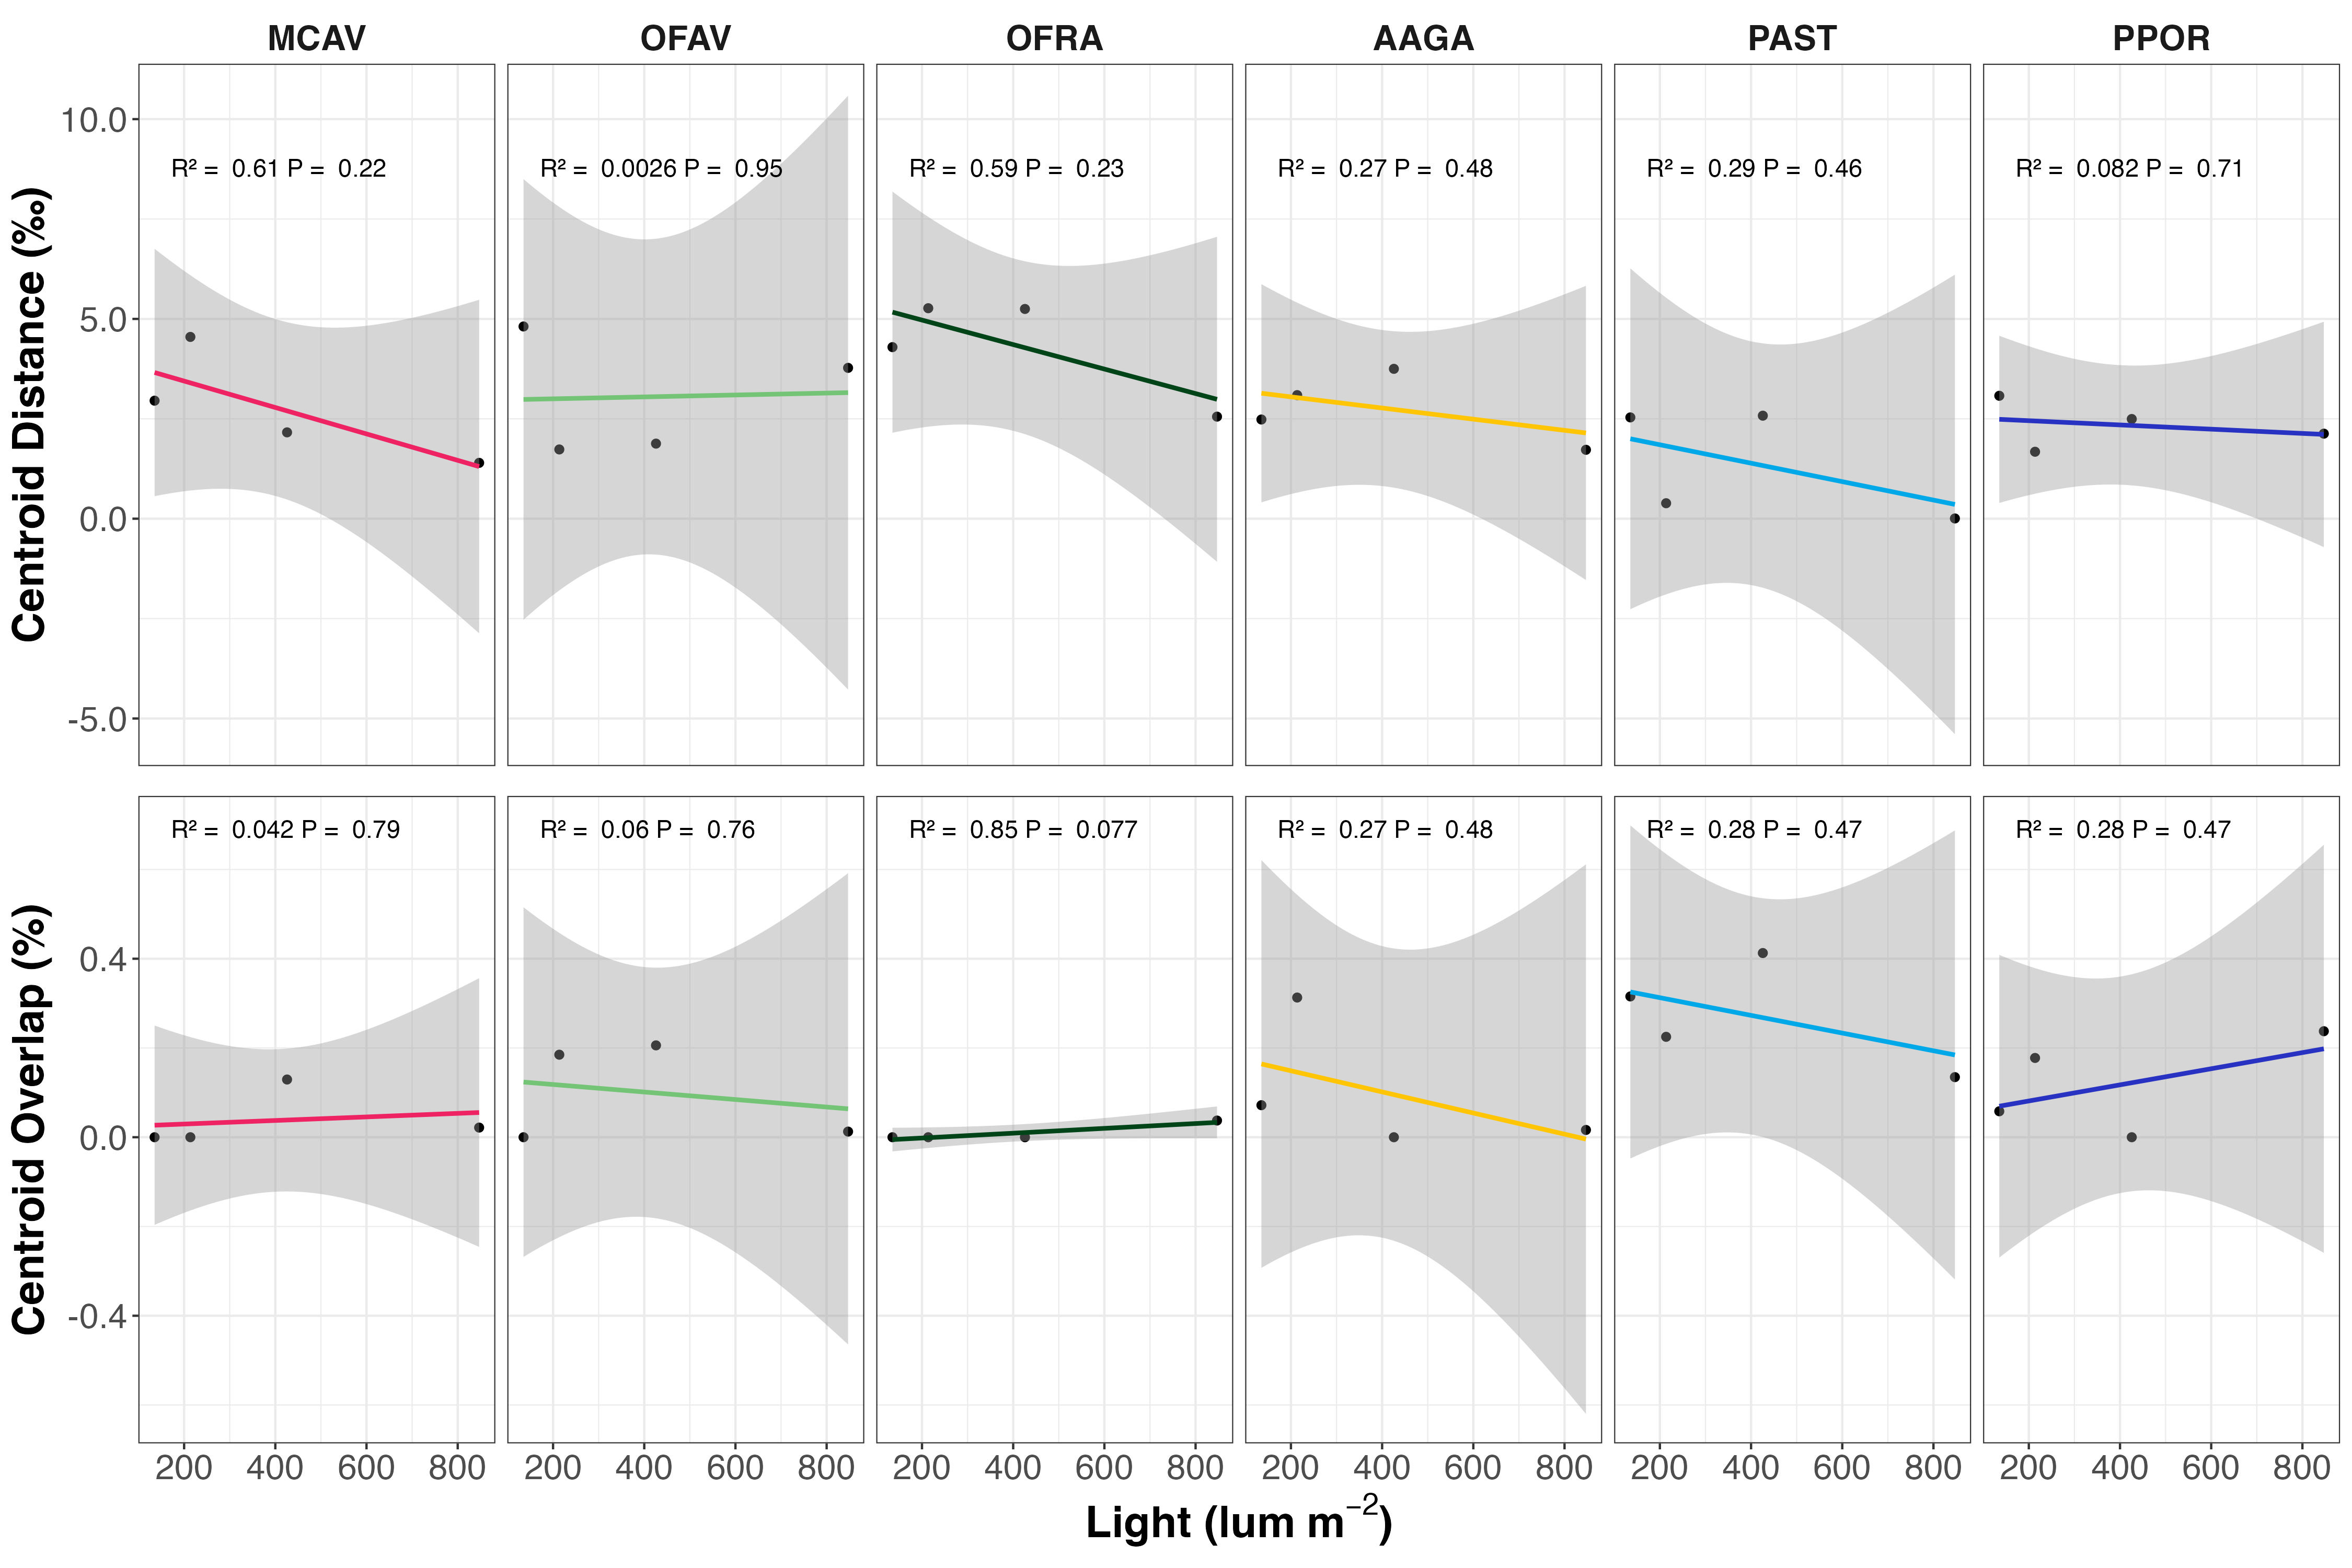 MCAV OFAV OFRA AAGA PAST PPOR
Centroid Distance (‰)
10.0
5.0
0.0
-5.0
R² = 0.61 P = 0.22
R² = 0.0026 P = 0.95
R² = 0.59 P = 0.23
R² = 0.27 P = 0.48
R² = 0.29 P = 0.46
R² = 0.082 P = 0.71
Centroid Overlap (%)
0.4
0.0
-0.4
R² = 0.042 P = 0.79
R² = 0.06 P = 0.76
R² = 0.85 P = 0.077
R² = 0.27 P = 0.48
R² = 0.28 P = 0.47
R² = 0.28 P = 0.47
200 400 600 800
200 400 600 800
200 400 600 800
200 400 600 800
200 400 600 800
200 400 600 800
Light (lum m⁻²)